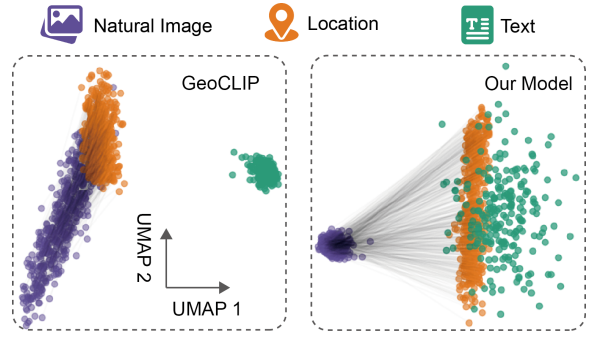 Natural Image
Location
Text
GeoCLIP
Our Model
UMAP 2
UMAP 1